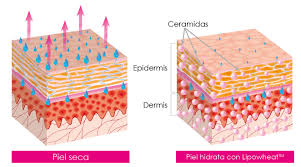 Ceramidas
Epidermis
Dermis
Piel seca
Piel hidrata con Lipowheat™